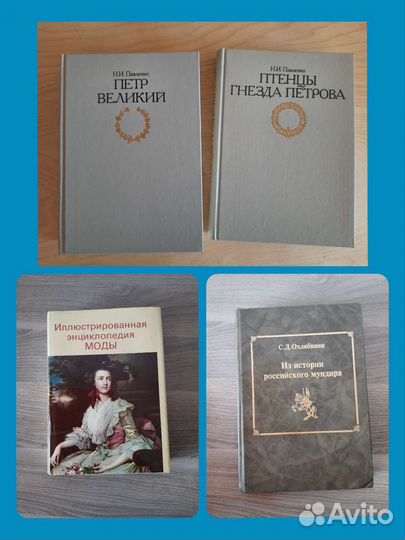 Н.И. Павленко
ПЕТР
ВЕЛИКИЙ
Н.И. Павленко
ПТЕНЦЫ
ГНЕЗДА ПЕТРОВА
Иллюстрированная
энциклопедия
МОДЫ
С.Д.Охлябинин
Из истории
российского мундира
Avito